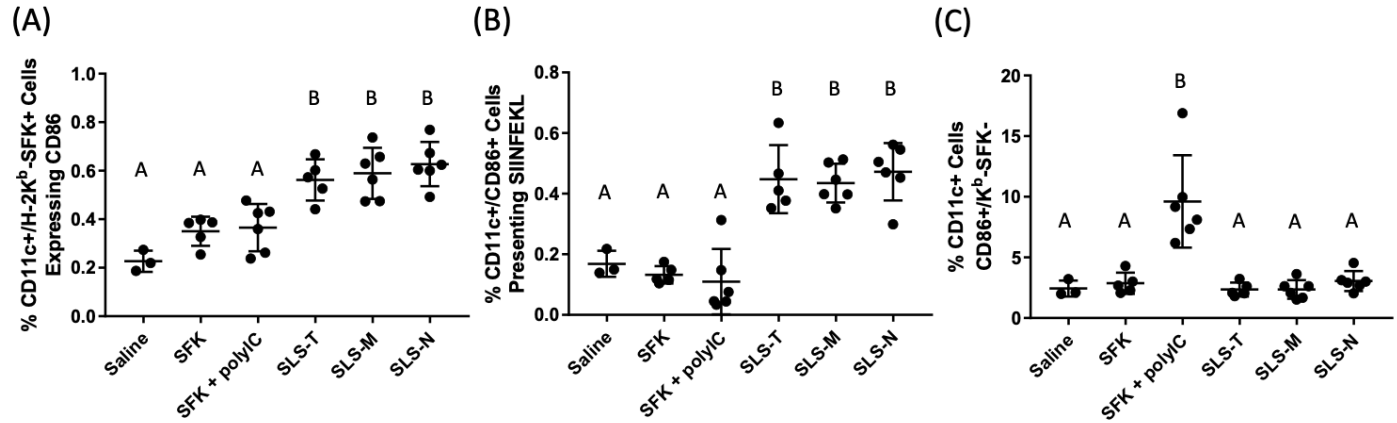 (A)
% CD11c+/H-2Kᵇ-SFK+ Cells
Expressing CD86
1.0
0.8
0.6
0.4
0.2
0.0
A
A
A
B
B
B
Saline
SFK
SFK + polyIC
SLS-T
SLS-M
SLS-N
(B)
% CD11c+/CD86+ Cells
Presenting SIINFEKL
0.8
0.6
0.4
0.2
0.0
A
A
A
B
B
B
Saline
SFK
SFK + polyIC
SLS-T
SLS-M
SLS-N
(C)
% CD11c+ Cells
CD86+/Kᵇ-SFK-
20
15
10
5
0
A
A
B
A
A
A
Saline
SFK
SFK + polyIC
SLS-T
SLS-M
SLS-N